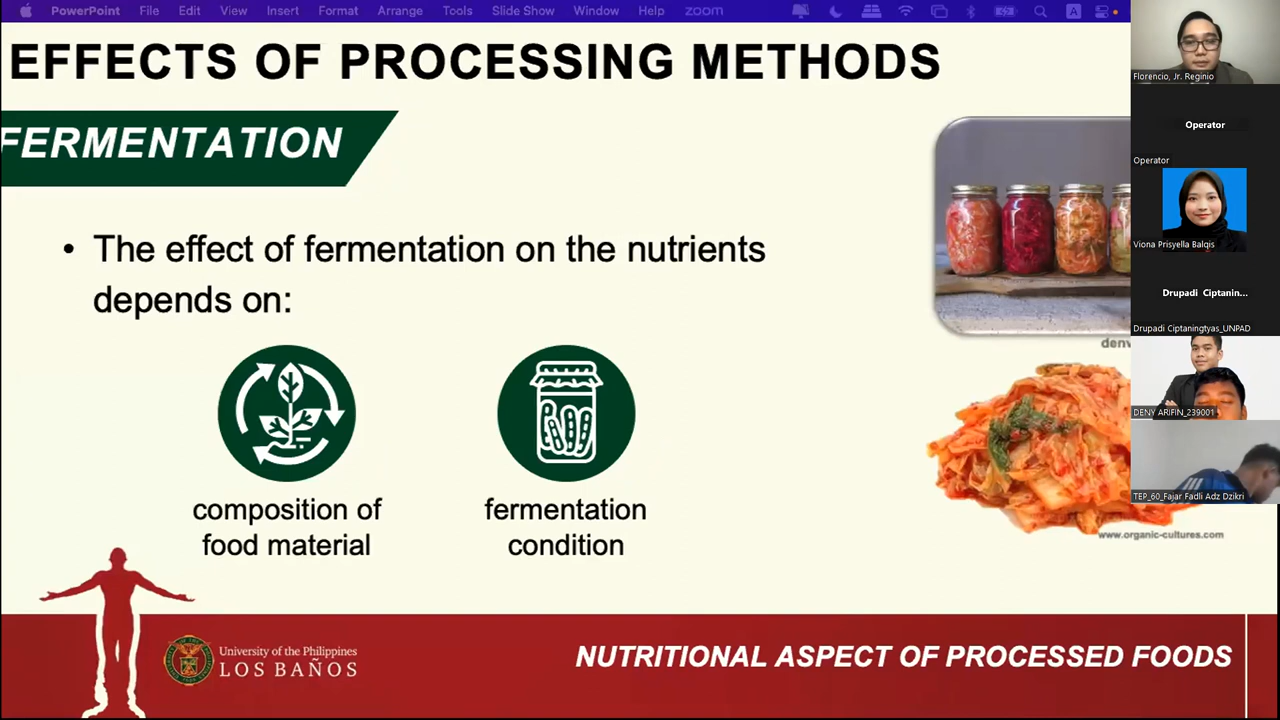 PowerPoint File Edit View Insert Format Arrange Tools Slide Show Window Help zoom A
EFFECTS OF PROCESSING METHODS
FERMENTATION
• The effect of fermentation on the nutrients
depends on:
composition of
food material
fermentation
condition
denv
www.organic-cultures.com
University of the Philippines
LOS BAÑOS
NUTRITIONAL ASPECT OF PROCESSED FOODS
Florencio, Jr. Reginio
Operator
Operator
Viona Prisyella Balqis
Drupadi Ciptanin...
Drupadi Ciptaningtyas_UNPAD
DENY ARIFIN_239001
TEP_60_Fajar Fadli Adz Dzikri